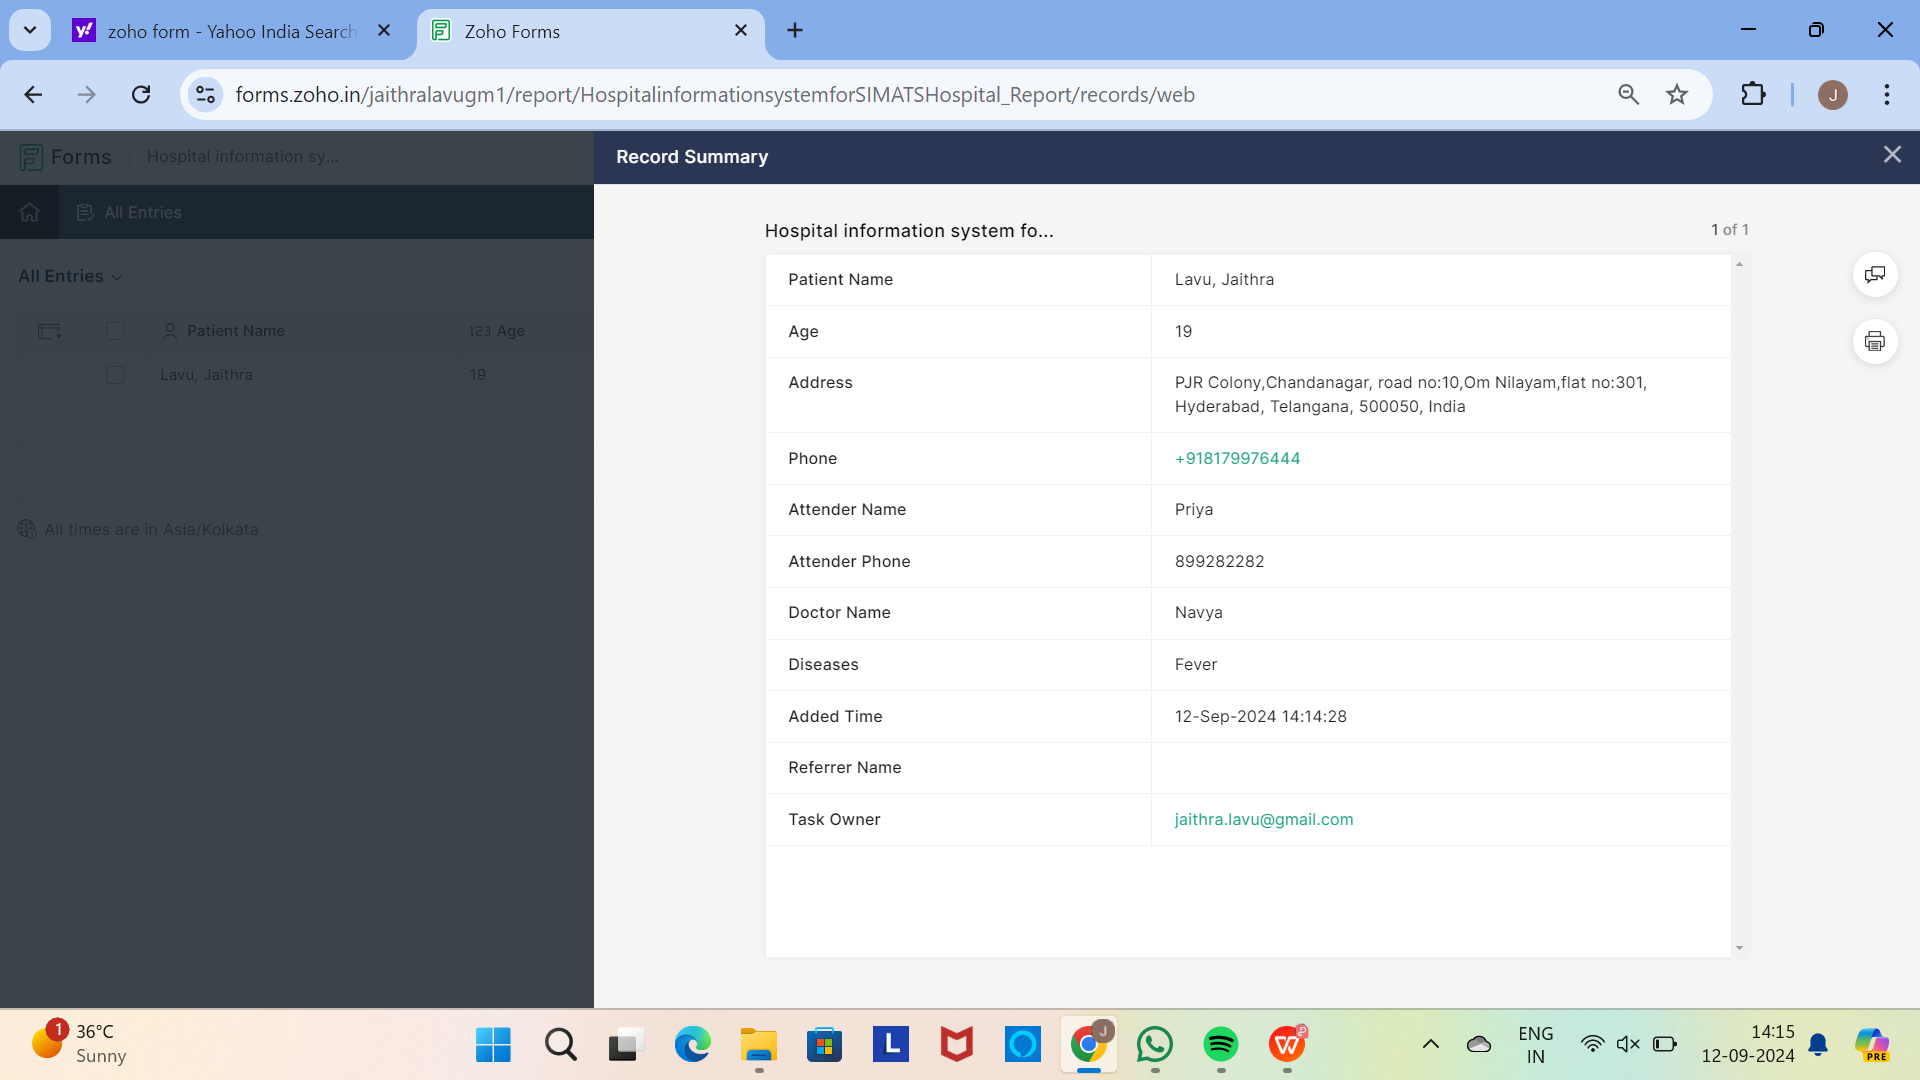 zoho form - Yahoo India Search
Zoho Forms
forms.zoho.in/jaithralavugm1/report/HospitalinformationsystemforSIMATSHospital_Report/records/web
J
Forms
Hospital information sy...
Record Summary
All Entries
Hospital information system fo...
1 of 1
All Entries
Patient Name
123 Age
Lavu, Jaithra
19
All times are in Asia/Kolkata
Patient Name Lavu, Jaithra
Age 19
Address PJR Colony,Chandanagar, road no:10,Om Nilayam,flat no:301,
Hyderabad, Telangana, 500050, India
Phone +918179976444
Attender Name Priya
Attender Phone 899282282
Doctor Name Navya
Diseases Fever
Added Time 12-Sep-2024 14:14:28
Referrer Name
Task Owner jaithra.lavu@gmail.com
1
36°C
Sunny
L
J
W
ENG
IN
14:15
12-09-2024
PRE